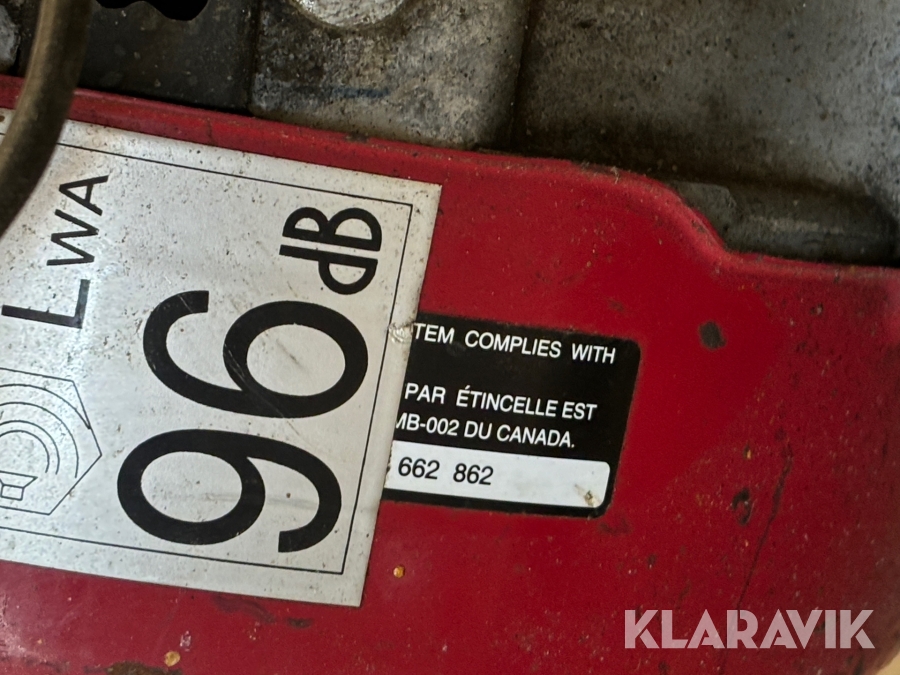 LWA
96
dB
TEM COMPLIES WITH
PAR ÉTINCELLE EST
MB-002 DU CANADA.
662 862
KLARAVIK